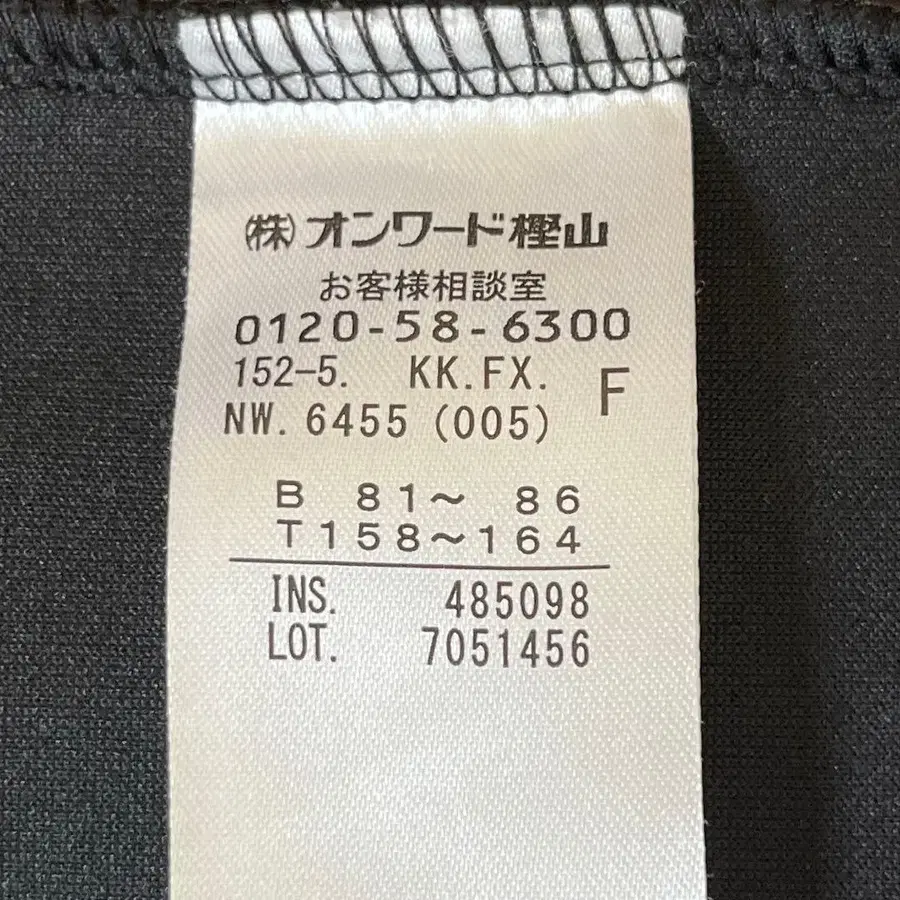 ㈱オンワード樫山
お客様相談室
0120-58-6300
152-5. KK.FX. F
NW. 6455 (005)
B 81〜 86
T158〜164
INS. 485098
LOT. 7051456